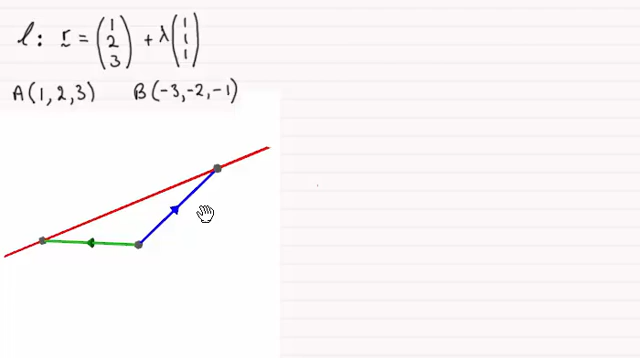 l: r = (1 2 3) + λ (1 1 1)
A(1,2,3) B(-3,-2,-1)